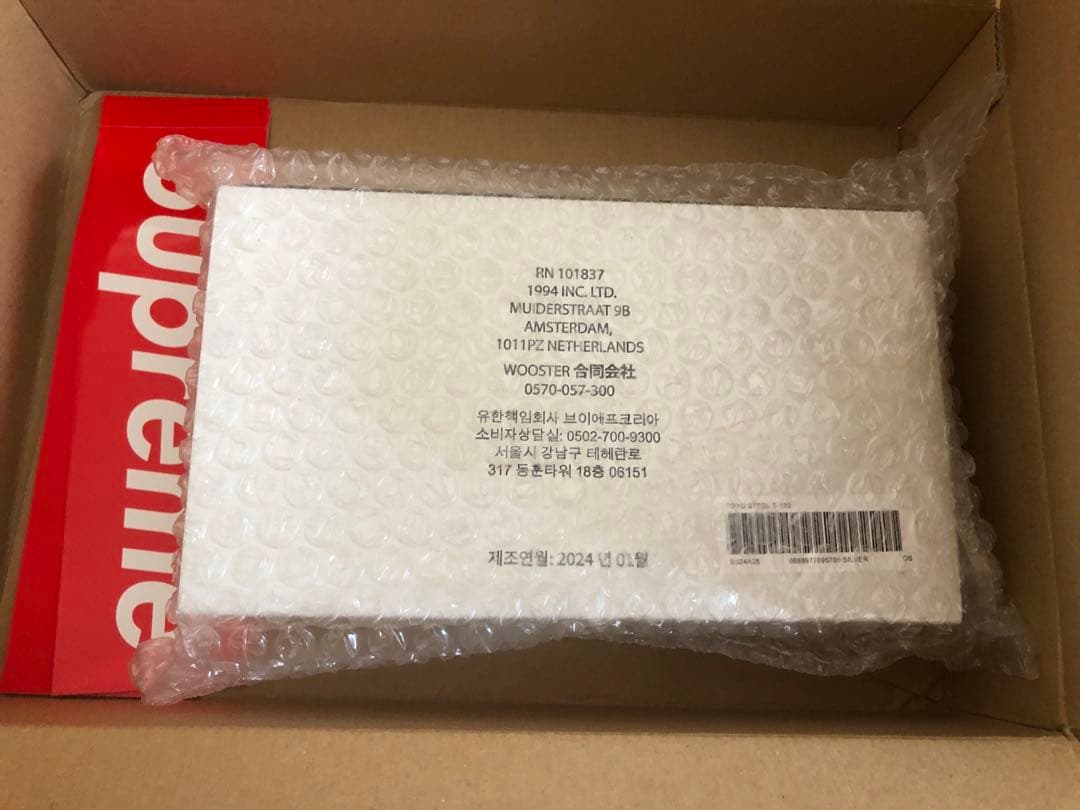 Supreme
RN 101837
1994 INC. LTD.
MUIDERSTRAAT 9B
AMSTERDAM,
1011PZ NETHERLANDS
WOOSTER 合同会社
0570-057-300
유한책임회사 브이에프코리아
소비자상담실: 0502-700-9300
서울시 강남구 테헤란로
317 동훈타워 18층 06151
제조연월: 2024 년 01월
STEEL
SILVER
OS